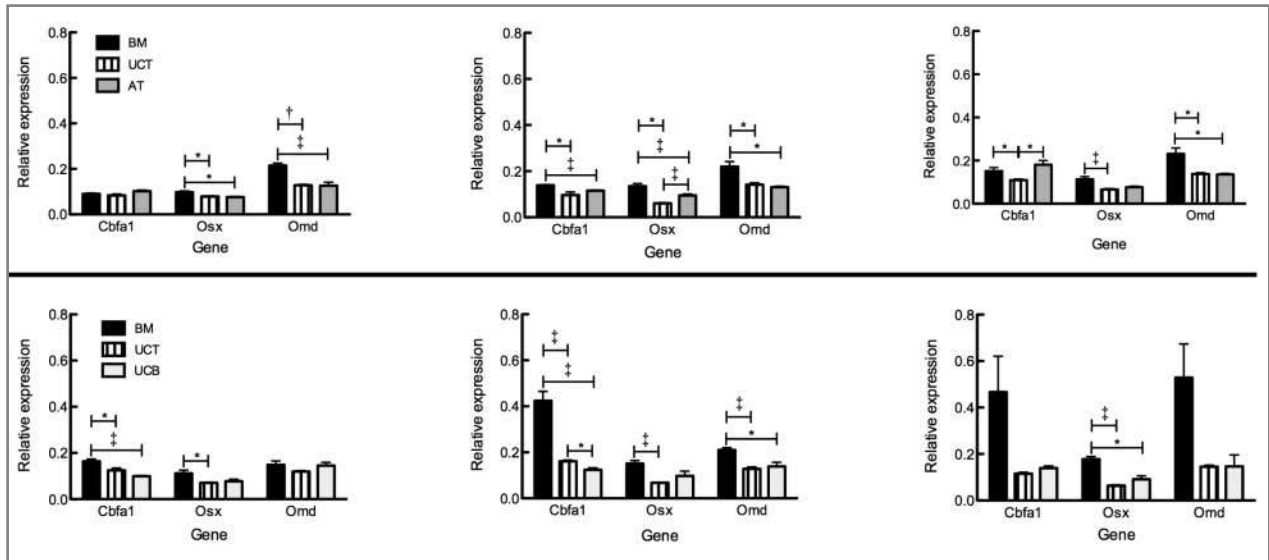 BM
UCT
AT
Relative expression
0.8
0.6
0.4
0.2
0.0
*
*
†
‡
Cbfa1 Osx Omd
Gene
Relative expression
0.8
0.6
0.4
0.2
0.0
*
‡
*
‡
‡
*
*
Cbfa1 Osx Omd
Gene
Relative expression
0.8
0.6
0.4
0.2
0.0
* *
‡
*
*
Cbfa1 Osx Omd
Gene
BM
UCT
UCB
Relative expression
0.8
0.6
0.4
0.2
0.0
*
‡
*
Cbfa1 Osx Omd
Gene
Relative expression
0.8
0.6
0.4
0.2
0.0
‡
‡
*
‡
‡
*
Cbfa1 Osx Omd
Gene
Relative expression
0.8
0.6
0.4
0.2
0.0
‡
*
Cbfa1 Osx Omd
Gene